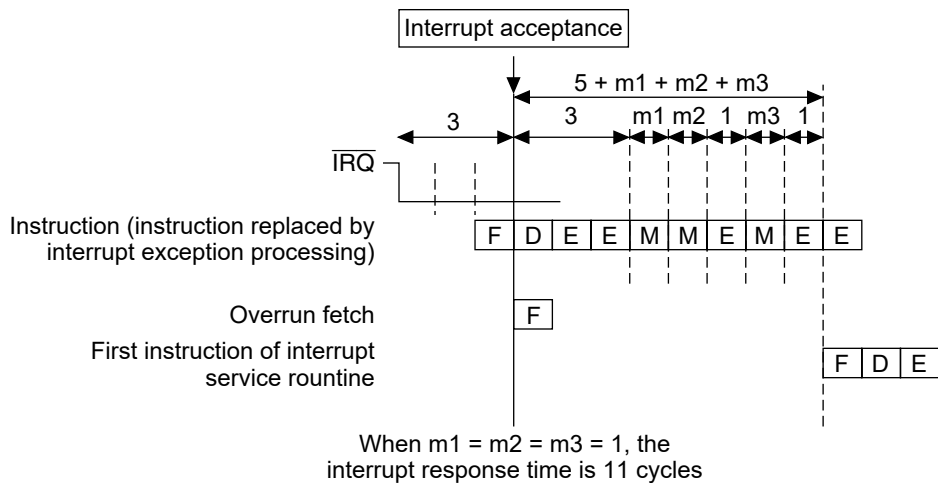 Interrupt acceptance
5 + m1 + m2 + m3
3 3 m1 m2 1 m3 1
IRQ
Instruction (instruction replaced by
interrupt exception processing)
F D E E M M E M E E
Overrun fetch
F
First instruction of interrupt
service rountine
F D E
When m1 = m2 = m3 = 1, the
interrupt response time is 11 cycles